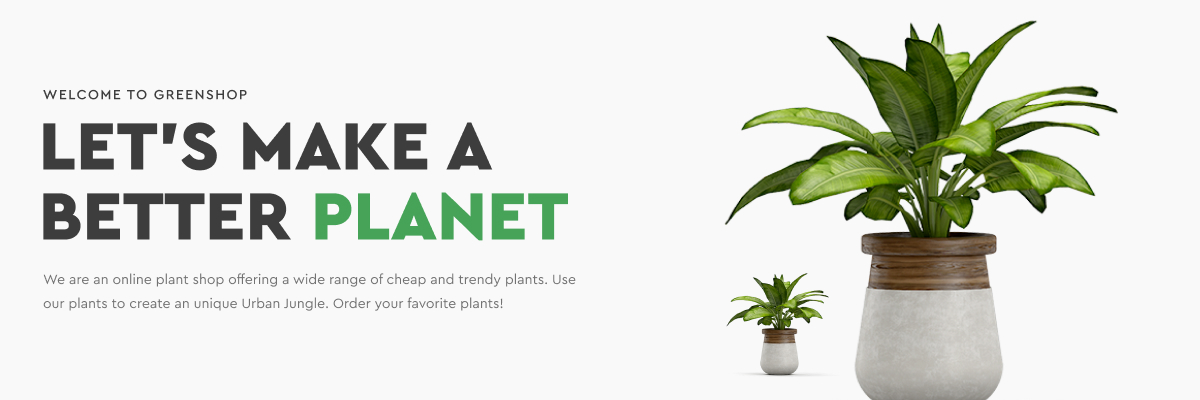 WELCOME TO GREENSHOP
LET'S MAKE A
BETTER PLANET
We are an online plant shop offering a wide range of cheap and trendy plants. Use
our plants to create an unique Urban Jungle. Order your favorite plants!